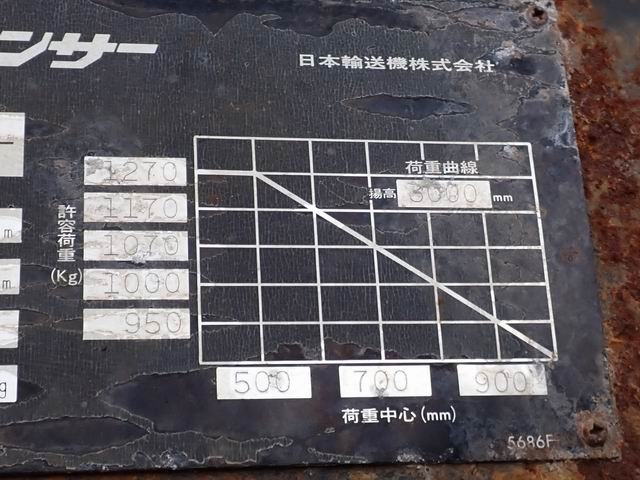 ンサー
日本輸送機株式会社
荷重曲線
揚高 3000 mm
許容荷重
(Kg)
1270
1170
1070
1000
950
m
m
g
500 700 900
荷重中心 (mm)
5686F